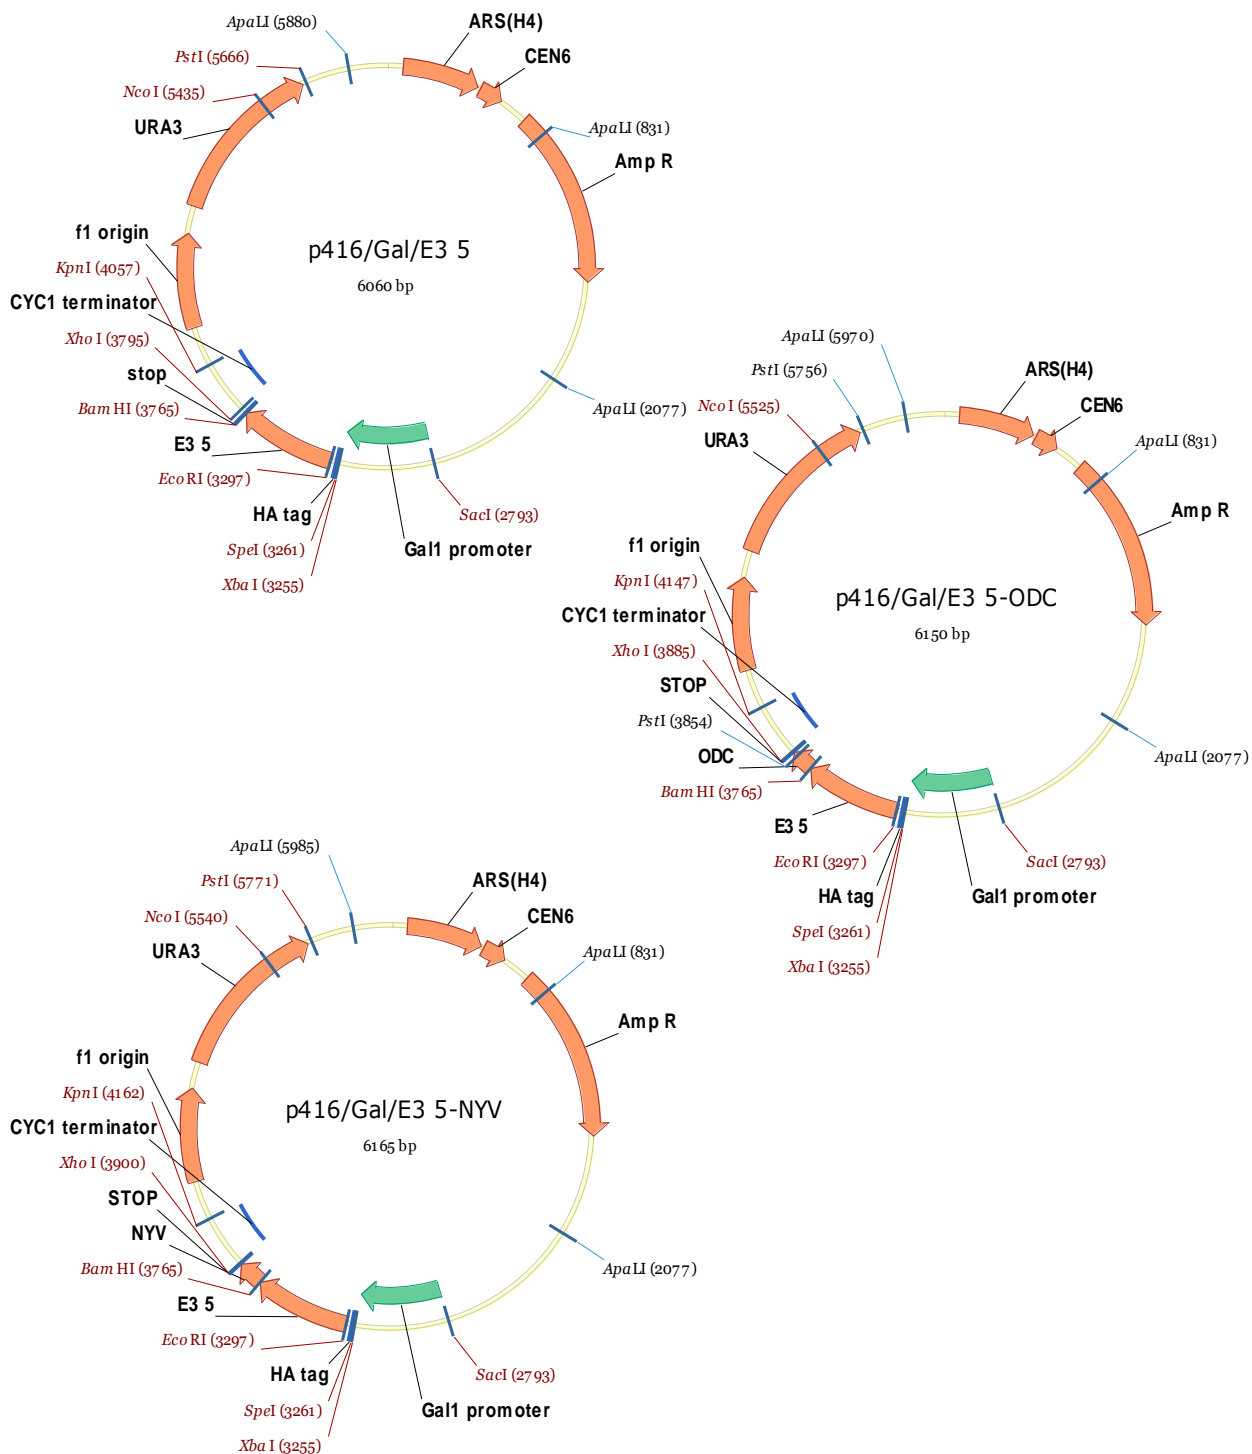 ApaLI (5880)
ARS(H4)
CEN6
PstI (5666)
NcoI (5435)
URA3
ApaLI (831)
Amp R
f1 origin
KpnI (4057)
CYC1 terminator
XhoI (3795)
stop
BamHI (3765)
E3 5
EcoRI (3297)
HA tag
SpeI (3261)
XbaI (3255)
p416/Gal/E3 5
6060 bp
ApaLI (2077)
SacI (2793)
Gal1 promoter
ApaLI (5970)
ARS(H4)
PstI (5756)
CEN6
NcoI (5525)
URA3
ApaLI (831)
Amp R
f1 origin
KpnI (4147)
CYC1 terminator
XhoI (3885)
STOP
PstI (3854)
ODC
BamHI (3765)
E3 5
EcoRI (3297)
HA tag
SpeI (3261)
XbaI (3255)
p416/Gal/E3 5-ODC
6150 bp
ApaLI (2077)
SacI (2793)
Gal1 promoter
ApaLI (5985)
ARS(H4)
PstI (5771)
CEN6
NcoI (5540)
URA3
ApaLI (831)
Amp R
f1 origin
KpnI (4162)
CYC1 terminator
XhoI (3900)
STOP
NYV
BamHI (3765)
E3 5
EcoRI (3297)
HA tag
SpeI (3261)
XbaI (3255)
p416/Gal/E3 5-NYV
6165 bp
ApaLI (2077)
SacI (2793)
Gal1 promoter